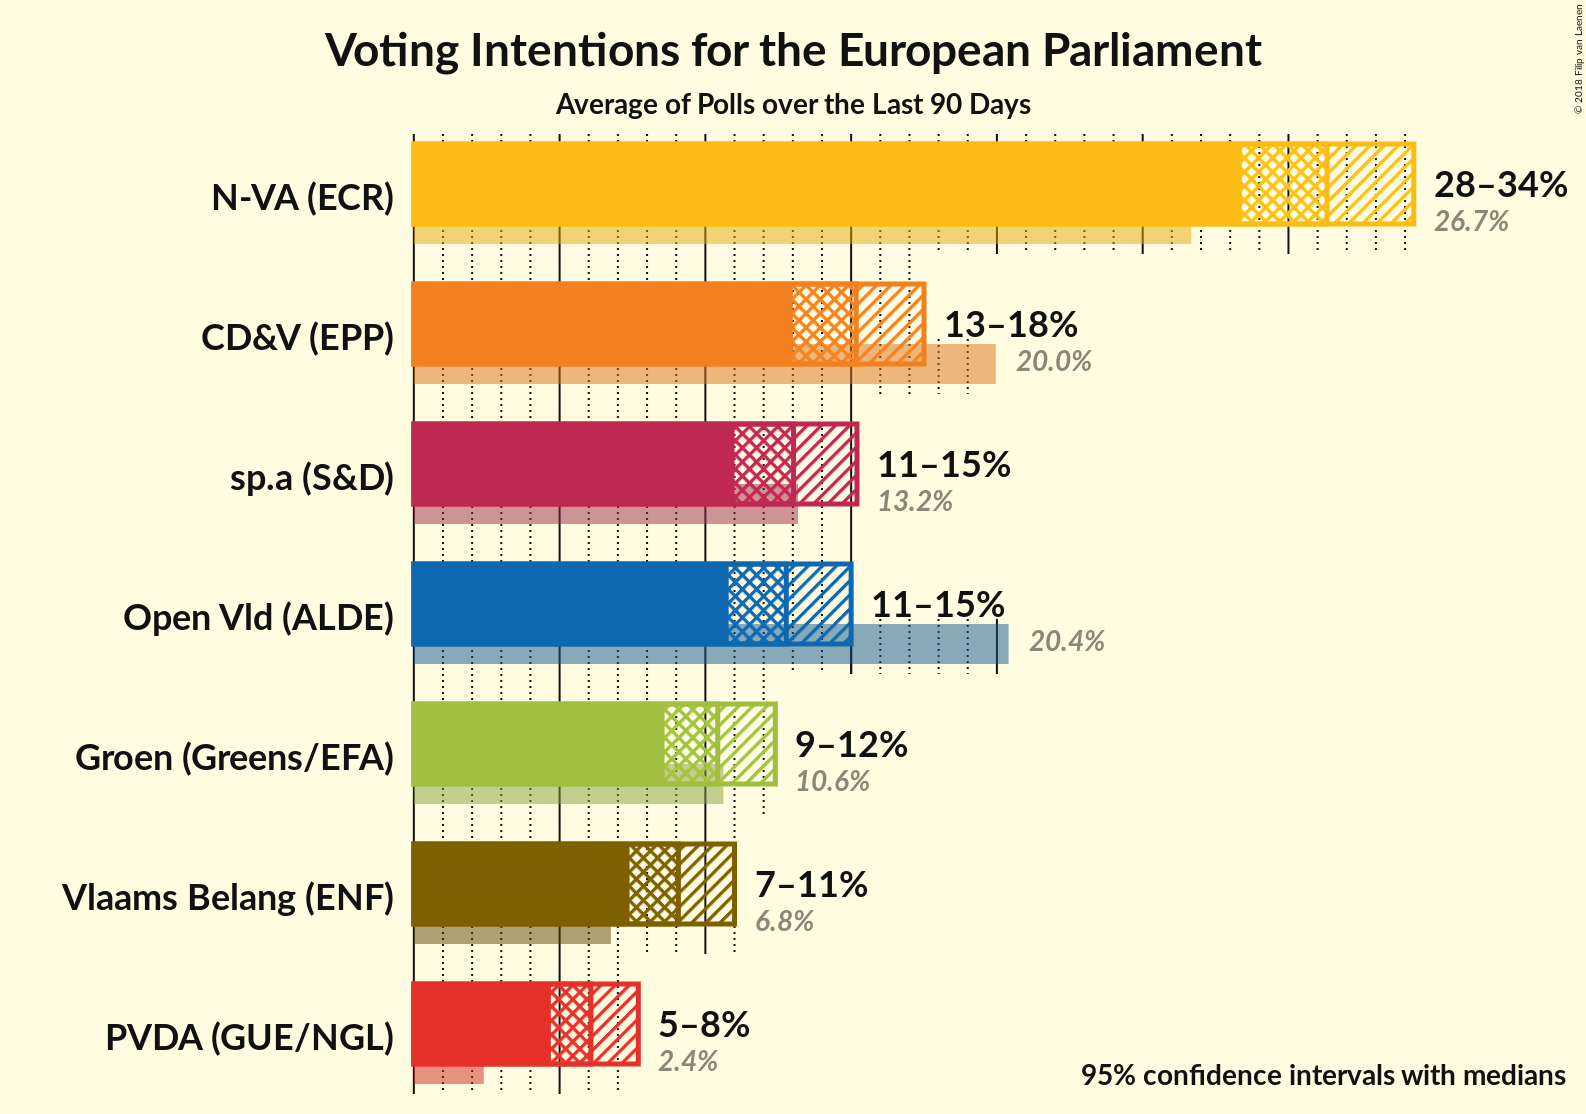 Voting Intentions for the European Parliament
Average of Polls over the Last 90 Days
© 2018 Filip van Laenen
N-VA (ECR)
28–34%
26.7%
CD&V (EPP)
13–18%
20.0%
sp.a (S&D)
11–15%
13.2%
Open Vld (ALDE)
11–15%
20.4%
Groen (Greens/EFA)
9–12%
10.6%
Vlaams Belang (ENF)
7–11%
6.8%
PVDA (GUE/NGL)
5–8%
2.4%
95% confidence intervals with medians